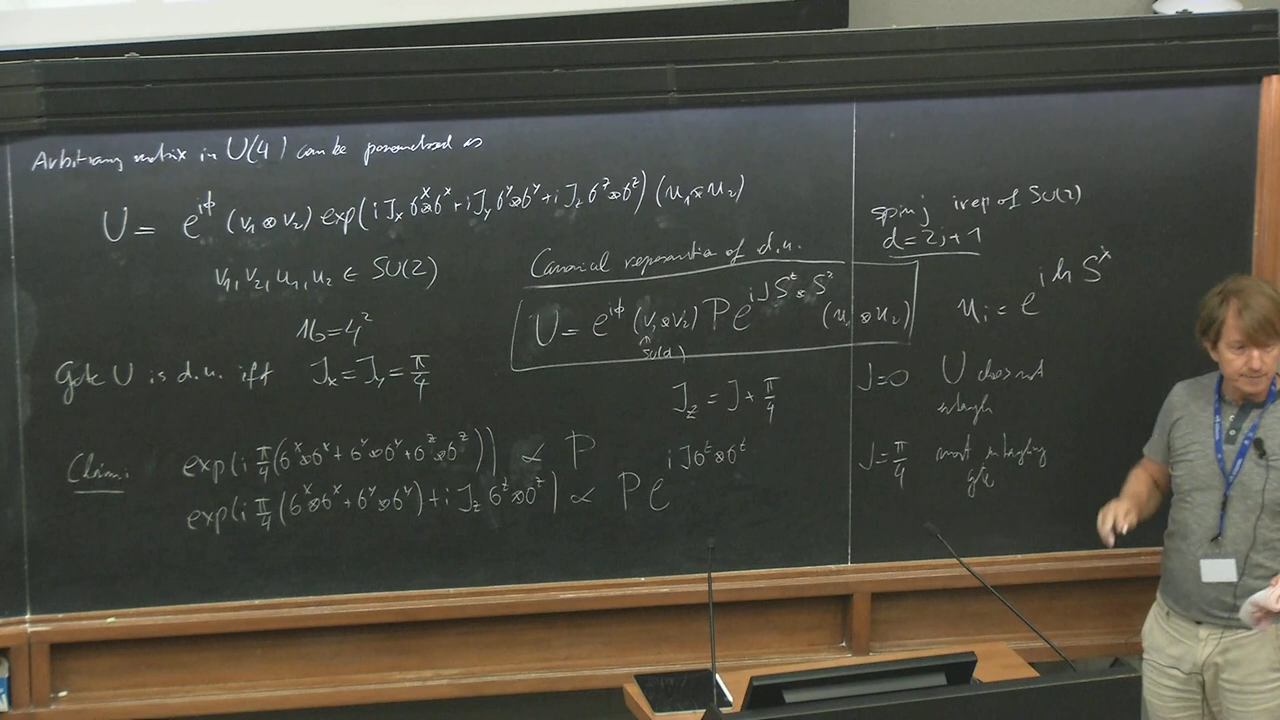 Arbitrary matrix in U(4) can be parametrized as
U = e^{iφ} (v₁ ⊗ v₂) exp(i J_x σ^x⊗σ^x + i J_y σ^y⊗σ^y + i J_z σ^z⊗σ^z) (u₁ ⊗ u₂)
v₁, v₂, u₁, u₂ ∈ SU(2)
16 = 4²
Gate U is d.u. iff J_x = J_y = π/4
Claim: exp(i π/4 (σ^x⊗σ^x + σ^y⊗σ^y + σ^z⊗σ^z)) ∝ P
exp(i π/4 (σ^x⊗σ^x + σ^y⊗σ^y) + i J_z σ^z⊗σ^z) ∝ P e^{i J σ^z⊗σ^z}
Canonical representation of d.u.
U = e^{iφ} (v₁ ⊗ v₂) P e^{i J S^z⊗S^z} (u₁ ⊗ u₂)
SU(d)
J_z = J + π/4
spin j irep of SU(2)
d = 2j + 1
u_i = e^{i h S^x}
J = 0 U does not entangle
J = π/4 most entangling gate